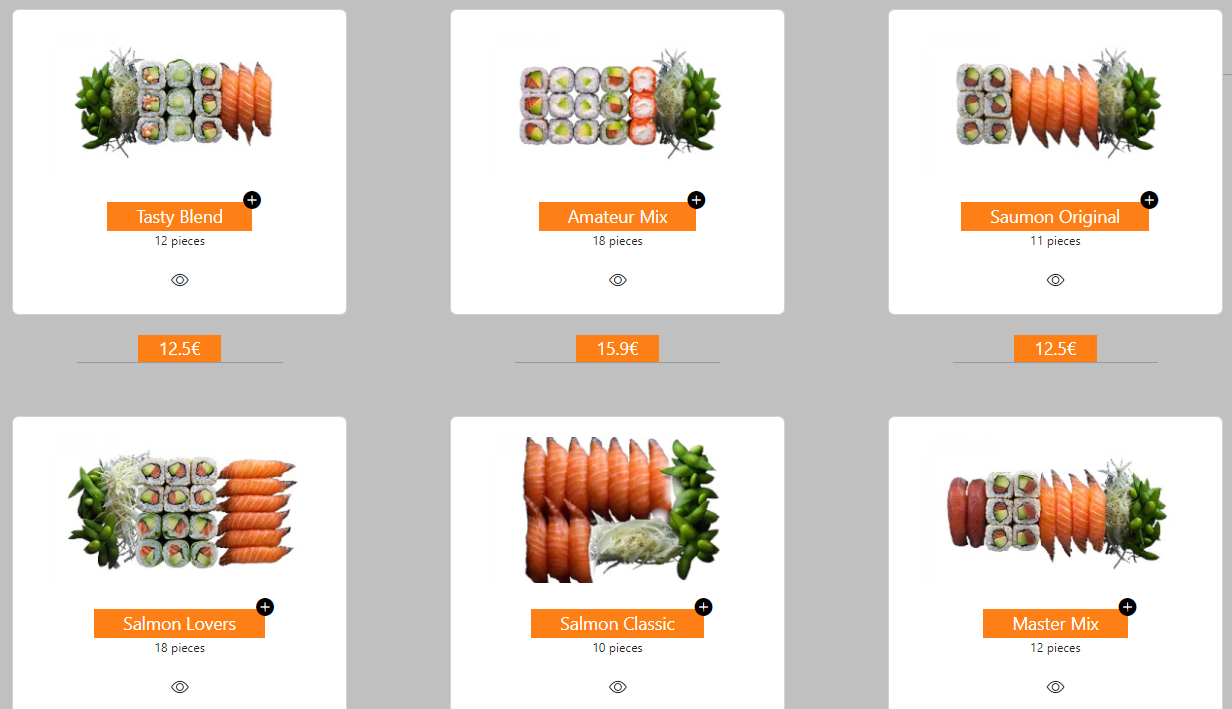 Tasty Blend
12 pieces
Amateur Mix
18 pieces
Saumon Original
11 pieces
12.5€
15.9€
12.5€
Salmon Lovers
18 pieces
Salmon Classic
10 pieces
Master Mix
12 pieces